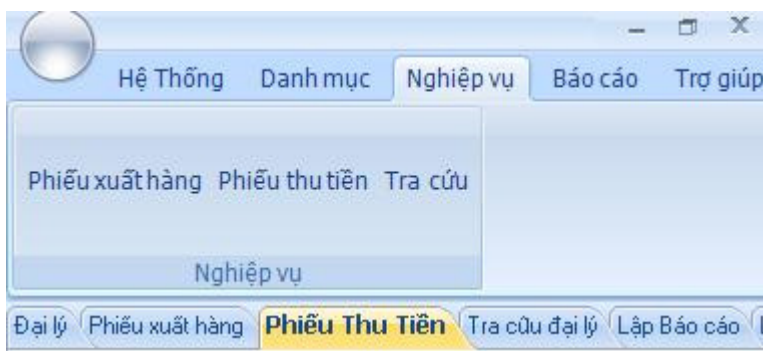 Hệ Thống Danh mục Nghiệp vụ Báo cáo Trợ giúp
Phiếu xuất hàng Phiếu thu tiền Tra cứu
Nghiệp vụ
Đại lý Phiếu xuất hàng Phiếu Thu Tiền Tra cứu đại lý Lập Báo cáo